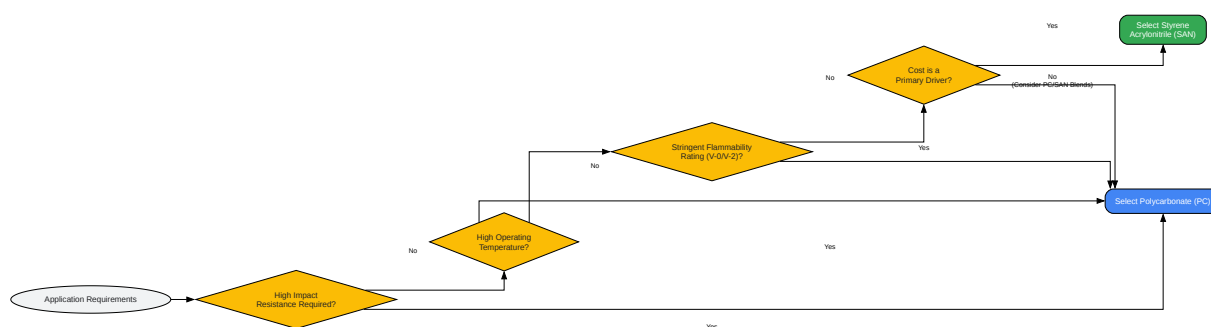 Yes
Select Styrene
Acrylonitrile (SAN)
Cost is a
Primary Driver?
No
No
(Consider PC/SAN Blends)
Stringent Flammability
Rating (V-0/V-2)?
Yes
No
Select Polycarbonate (PC)
High Operating
Temperature?
No
Yes
Application Requirements
High Impact
Resistance Required?
Yes